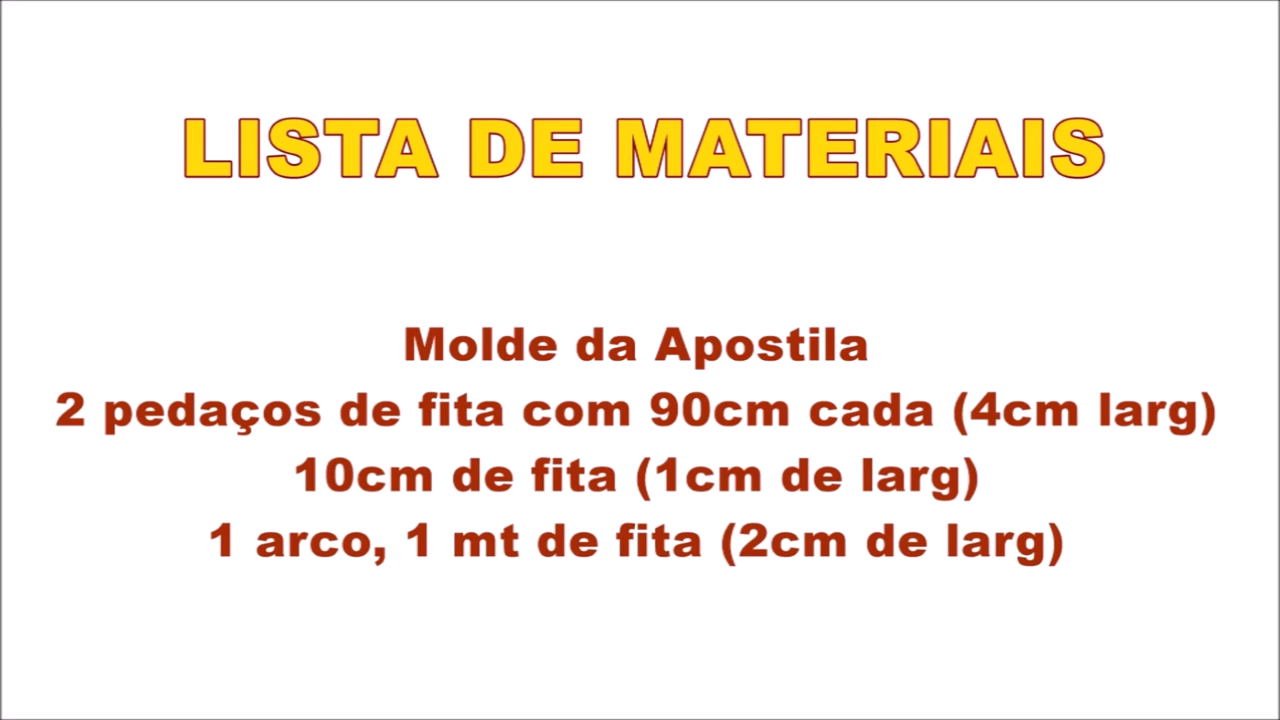 LISTA DE MATERIAIS
Molde da Apostila
2 pedaços de fita com 90cm cada (4cm larg)
10cm de fita (1cm de larg)
1 arco, 1 mt de fita (2cm de larg)